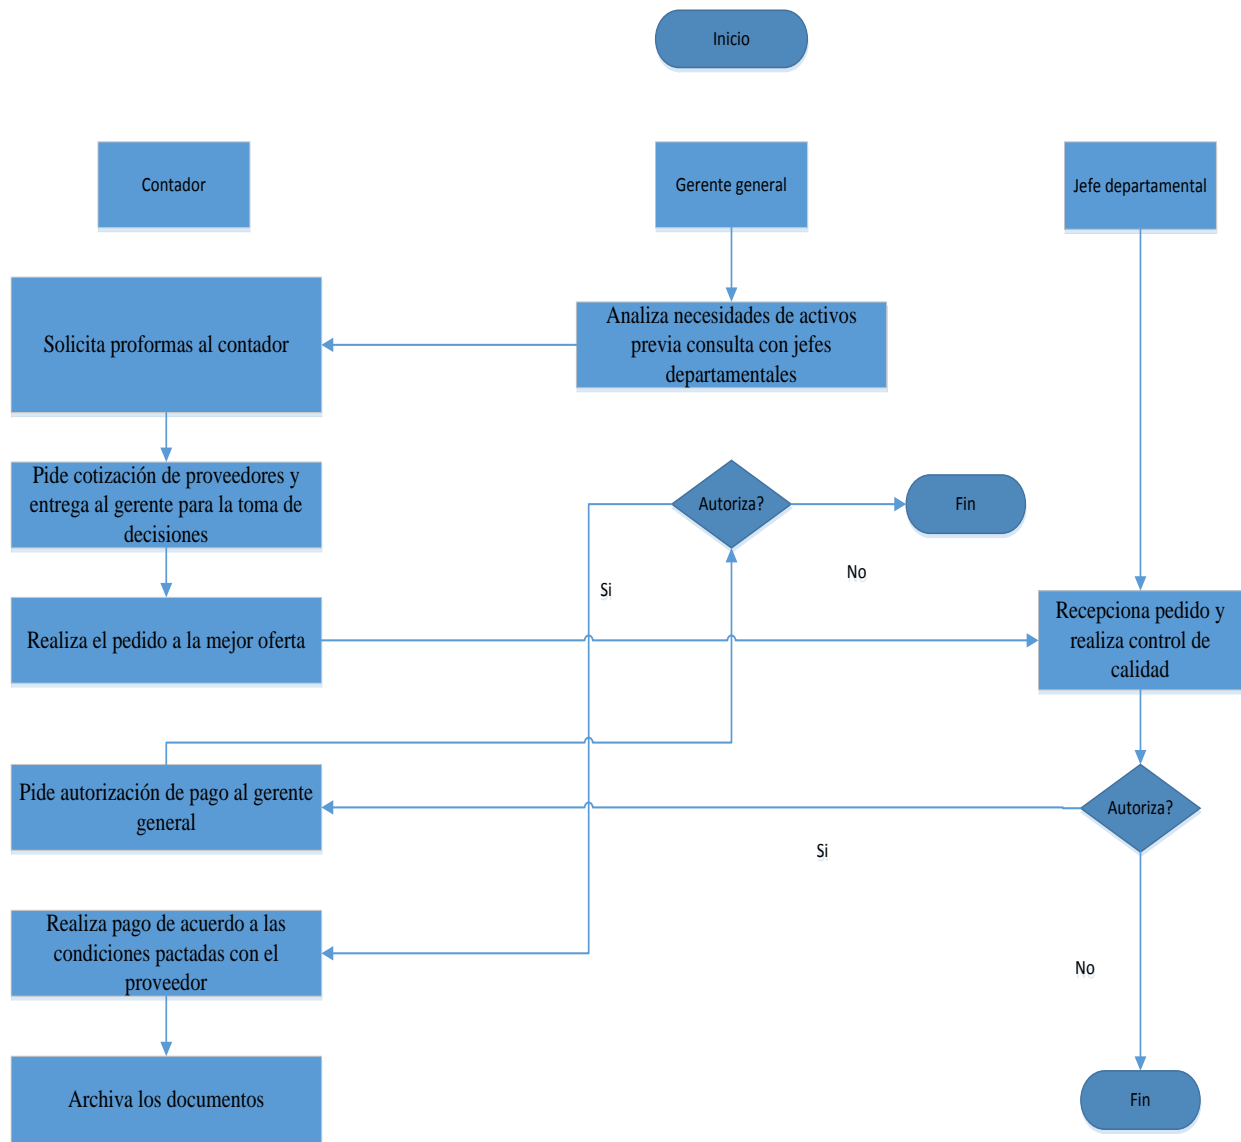 Inicio
Contador
Gerente general
Jefe departamental
Solicita proformas al contador
Analiza necesidades de activos
previa consulta con jefes
departamentales
Pide cotización de proveedores y
entrega al gerente para la toma de
decisiones
Autoriza?
Fin
Si
No
Realiza el pedido a la mejor oferta
Recepciona pedido y
realiza control de
calidad
Pide autorización de pago al gerente
general
Autoriza?
Si
Realiza pago de acuerdo a las
condiciones pactadas con el
proveedor
No
Archiva los documentos
Fin